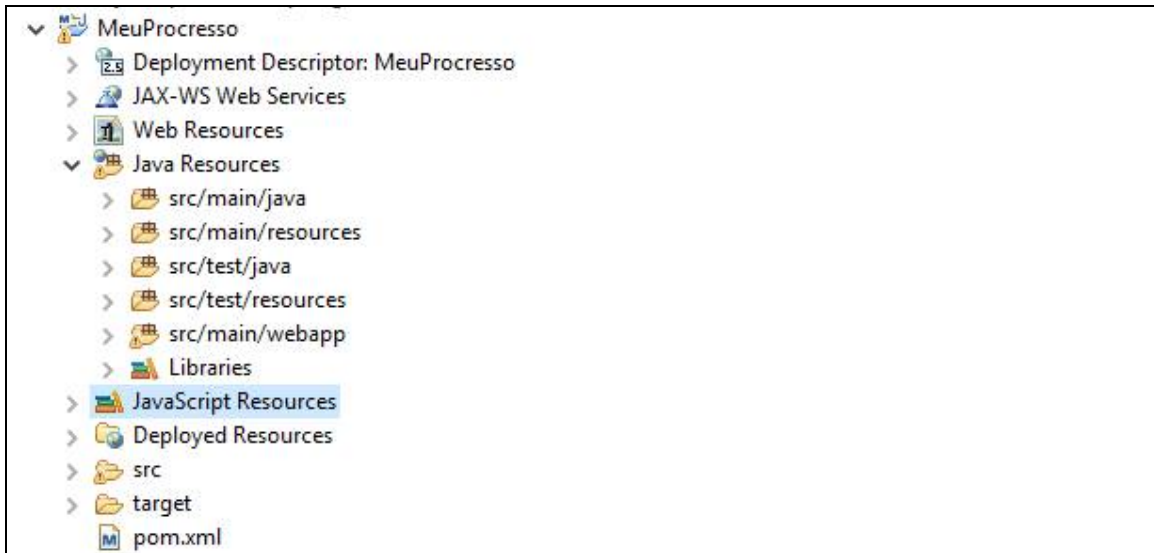 MeuProcresso
Deployment Descriptor: MeuProcresso
JAX-WS Web Services
Web Resources
Java Resources
src/main/java
src/main/resources
src/test/java
src/test/resources
src/main/webapp
Libraries
JavaScript Resources
Deployed Resources
src
target
pom.xml